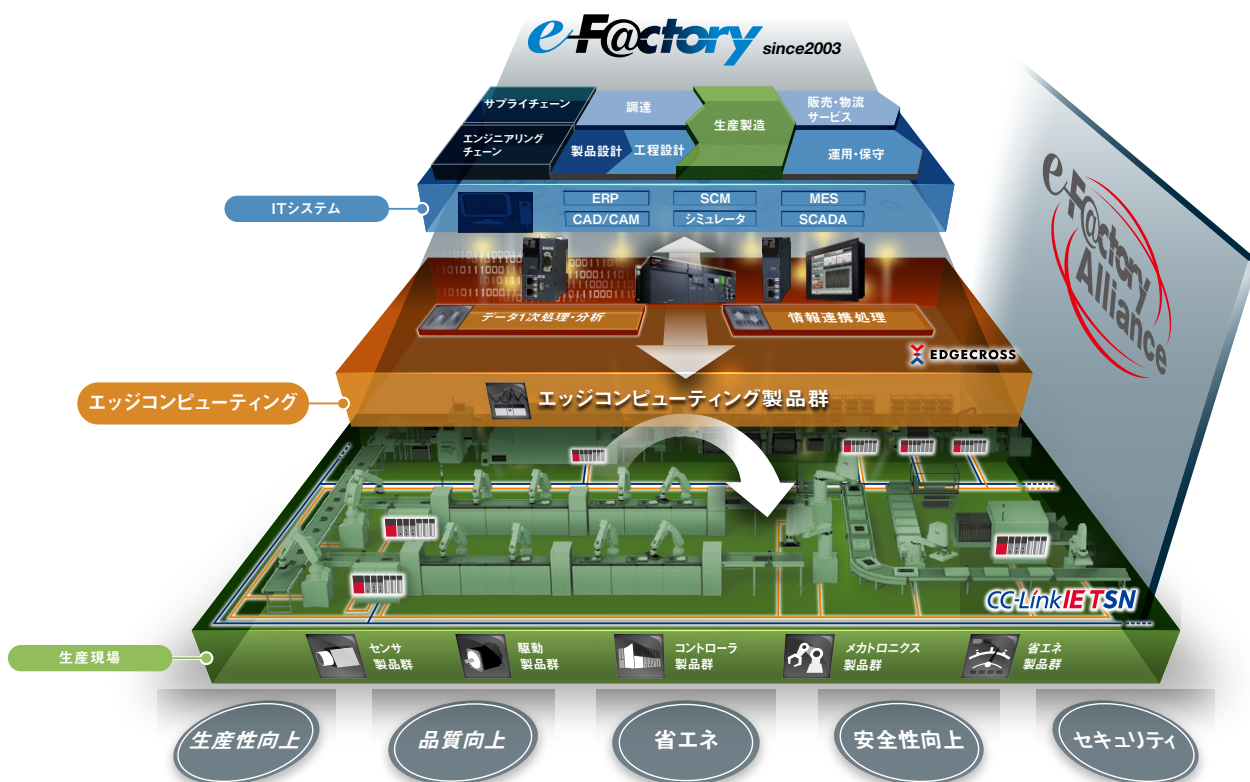 e-F@ctory since2003
サプライチェーン
調達
生産製造
販売・物流
サービス
エンジニアリング
チェーン
製品設計
工程設計
運用・保守
ITシステム
ERP
SCM
MES
CAD/CAM
シミュレータ
SCADA
e-F@ctory
Alliance
データ1次処理・分析
情報連携処理
EDGECROSS
エッジコンピューティング
エッジコンピューティング製品群
CC-Link IE TSN
生産現場
センサ
製品群
駆動
製品群
コントローラ
製品群
メカトロニクス
製品群
省エネ
製品群
生産性向上
品質向上
省エネ
安全性向上
セキュリティ